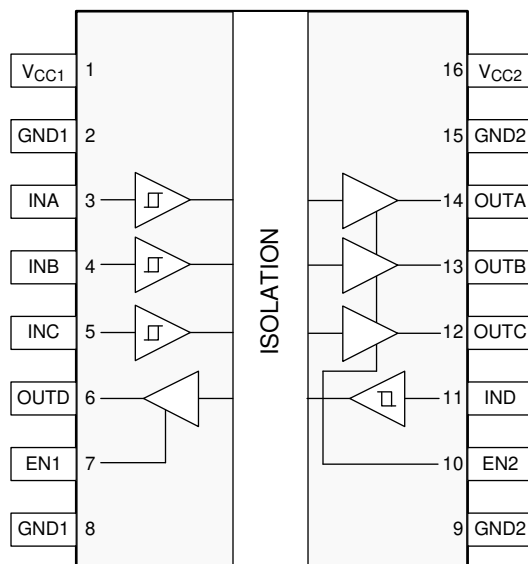 VCC1 1 16 VCC2
GND1 2 15 GND2
INA 3 14 OUTA
INB 4 13 OUTB
INC 5 12 OUTC
OUTD 6 11 IND
EN1 7 10 EN2
GND1 8 9 GND2
ISOLATION